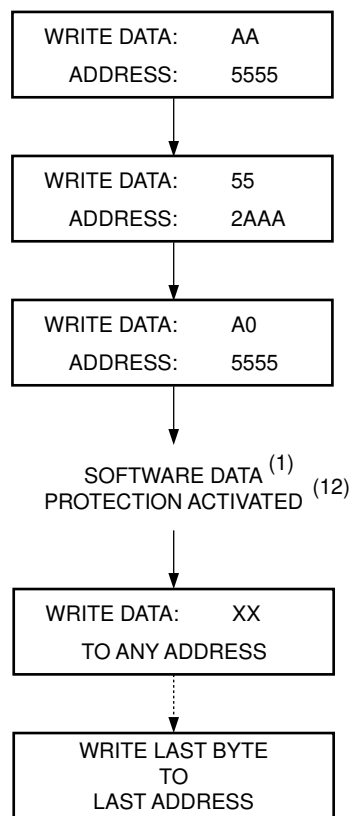 WRITE DATA: AA
ADDRESS: 5555
WRITE DATA: 55
ADDRESS: 2AAA
WRITE DATA: A0
ADDRESS: 5555
SOFTWARE DATA (1)
PROTECTION ACTIVATED (12)
WRITE DATA: XX
TO ANY ADDRESS
WRITE LAST BYTE
TO
LAST ADDRESS